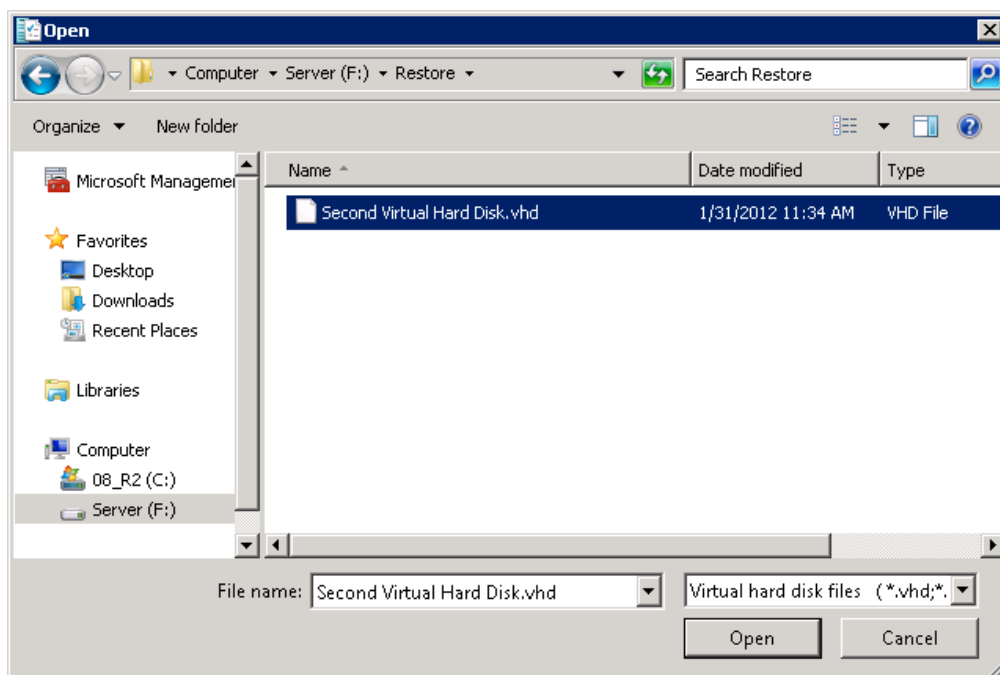 Open
Computer Server (F:) Restore
Search Restore
Organize New folder
Microsoft Managemen
Favorites
Desktop
Downloads
Recent Places
Libraries
Computer
08_R2 (C:)
Server (F:)
Name Date modified Type
Second Virtual Hard Disk.vhd 1/31/2012 11:34 AM VHD File
File name: Second Virtual Hard Disk.vhd Virtual hard disk files (*.vhd;*.
Open Cancel